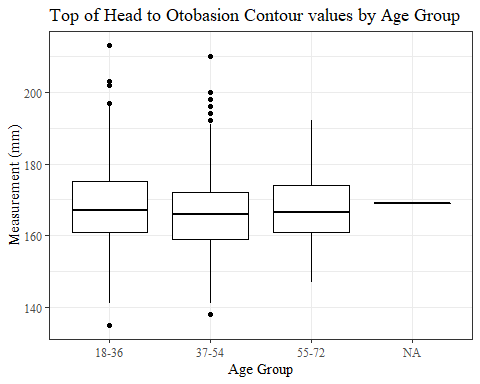 Top of Head to Otobasion Contour values by Age Group
Measurement (mm)
200
180
160
140
18-36
37-54
55-72
NA
Age Group